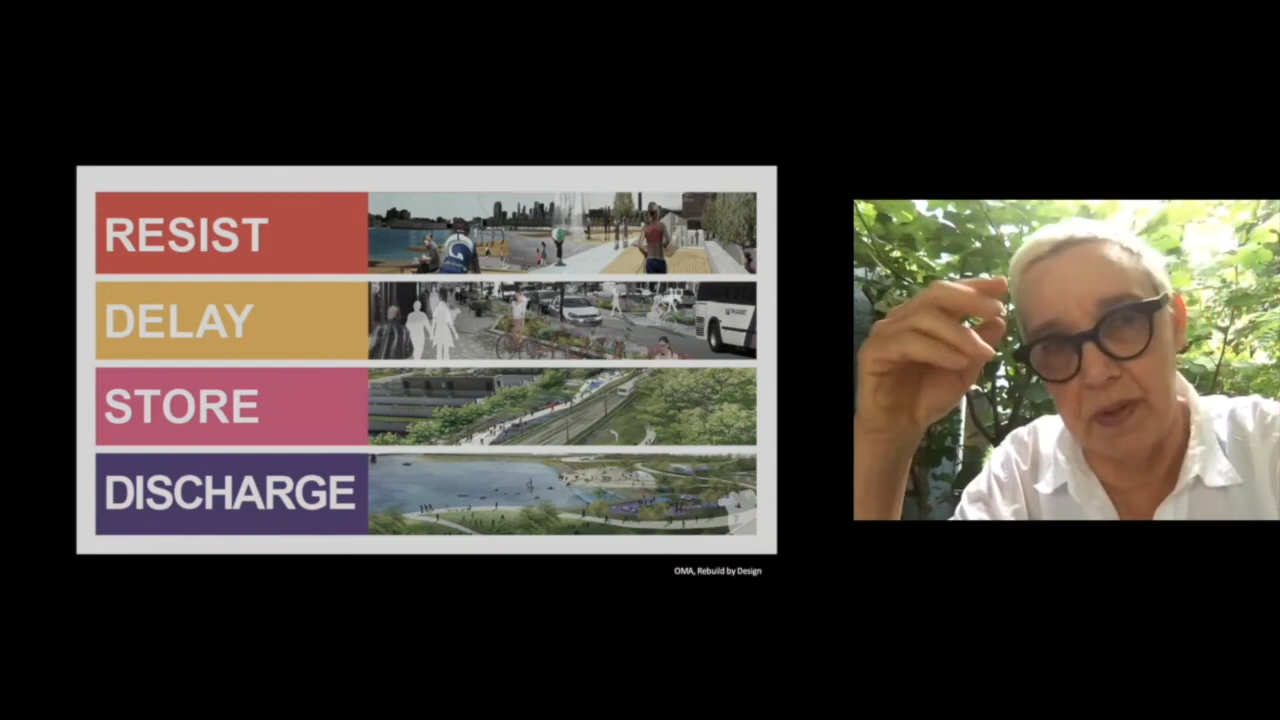 RESIST
DELAY
STORE
DISCHARGE
OMA, Rebuild by Design